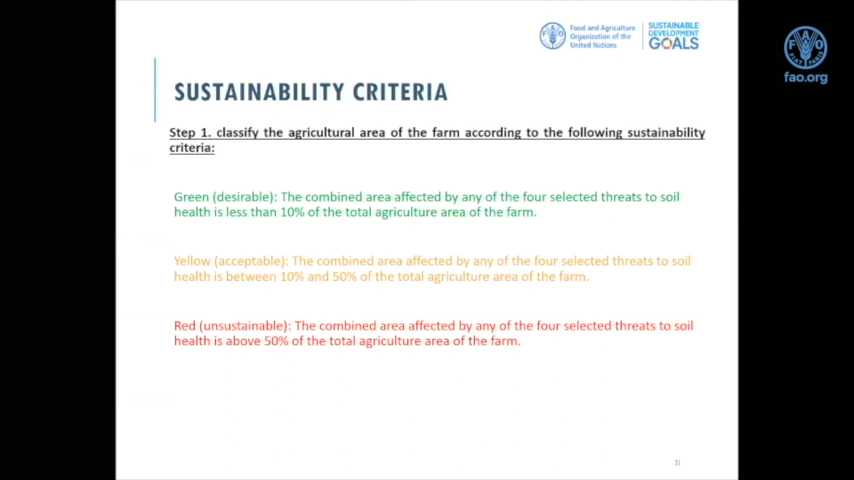 Food and Agriculture
Organization of the
United Nations
SUSTAINABLE
DEVELOPMENT
GOALS
FAO
FIAT PANIS
fao.org
SUSTAINABILITY CRITERIA
Step 1. classify the agricultural area of the farm according to the following sustainability
criteria:
Green (desirable): The combined area affected by any of the four selected threats to soil
health is less than 10% of the total agriculture area of the farm.
Yellow (acceptable): The combined area affected by any of the four selected threats to soil
health is between 10% and 50% of the total agriculture area of the farm.
Red (unsustainable): The combined area affected by any of the four selected threats to soil
health is above 50% of the total agriculture area of the farm.
31